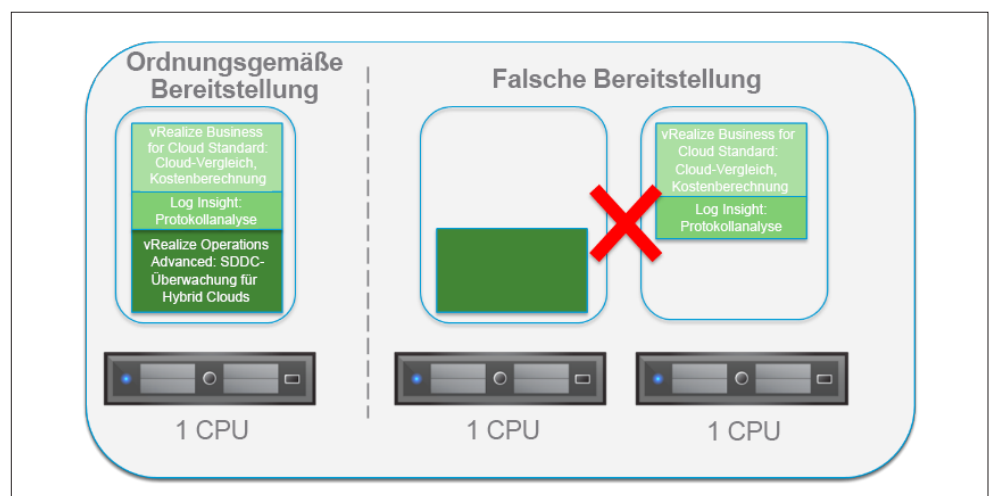 Ordnungsgemäße
Bereitstellung
vRealize Business
for Cloud Standard:
Cloud-Vergleich,
Kostenberechnung
Log Insight:
Protokollanalyse
vRealize Operations
Advanced: SDDC-
Überwachung für
Hybrid Clouds
1 CPU
Falsche Bereitstellung
1 CPU
vRealize Business for
Cloud Standard:
Cloud-Vergleich,
Kostenberechnung
Log Insight:
Protokollanalyse
1 CPU